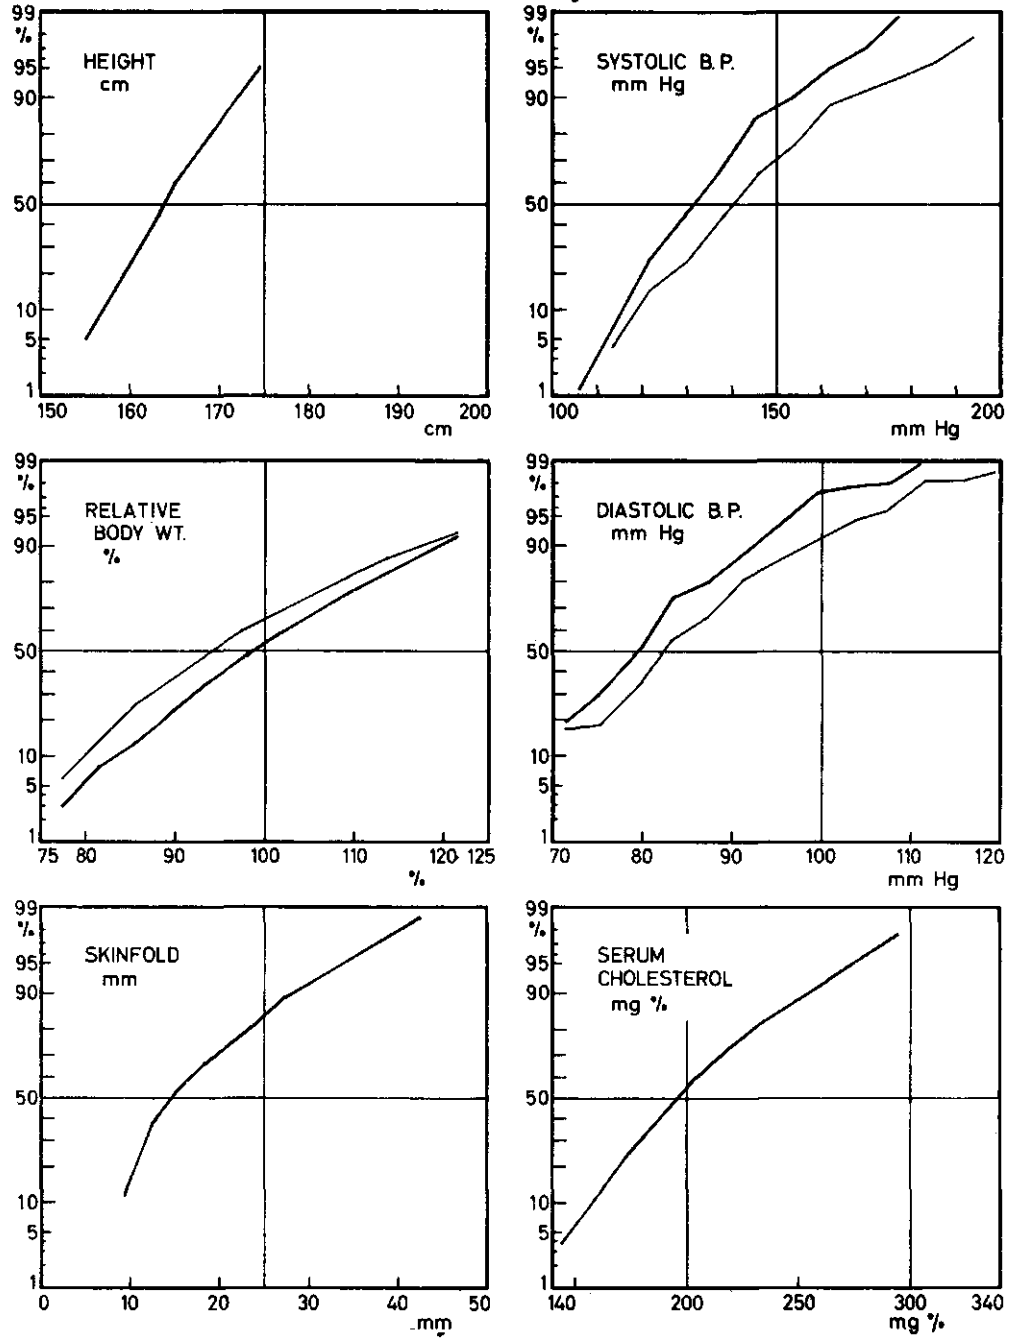 99
%
95
90
50
10
5
1
HEIGHT
cm
150 160 170 180 190 200
cm
99
%
95
90
50
10
5
1
SYSTOLIC B.P.
mm Hg
100 150 200
mm Hg
99
%
95
90
50
10
5
1
RELATIVE
BODY WT.
%
75 80 90 100 110 120 125
%
99
%
95
90
50
10
5
1
DIASTOLIC B.P.
mm Hg
70 80 90 100 110 120
mm Hg
99
%
95
90
50
10
5
1
SKINFOLD
mm
0 10 20 30 40 50
mm
99
%
95
90
50
10
5
1
SERUM
CHOLESTEROL
mg %
140 200 250 300 340
mg %